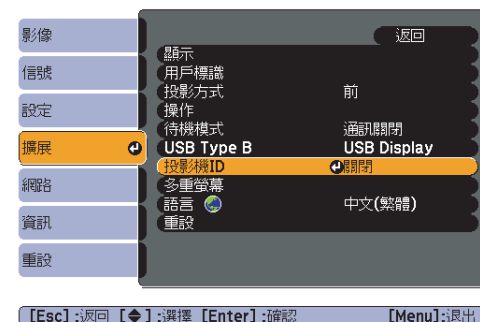 影像
信號
設定
擴展
網路
資訊
重設
返回
顯示
用戶標識
投影方式 前
操作
待機模式 通訊關閉
USB Type B USB Display
投影機ID 關閉
多重螢幕
語言 中文(繁體)
重設
[Esc] :返回 [◆] :選擇 [Enter] :確認 [Menu]:退出